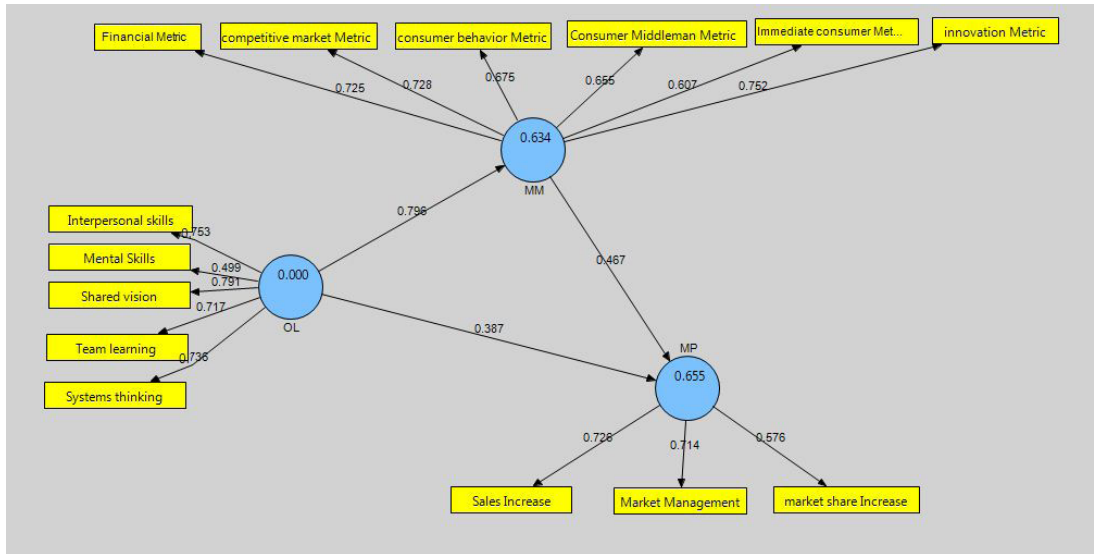 Financial Metric
competitive market Metric
consumer behavior Metric
Consumer Middleman Metric
Immediate consumer Met...
innovation Metric
0.725
0.728
0.675
0.655
0.607
0.752
0.634
MM
0.796
Interpersonal skills
0.753
Mental Skills
0.499
Shared vision
0.791
Team learning
0.717
Systems thinking
0.736
0.000
OL
0.467
0.387
MP
0.655
0.726
0.714
0.576
Sales Increase
Market Management
market share Increase